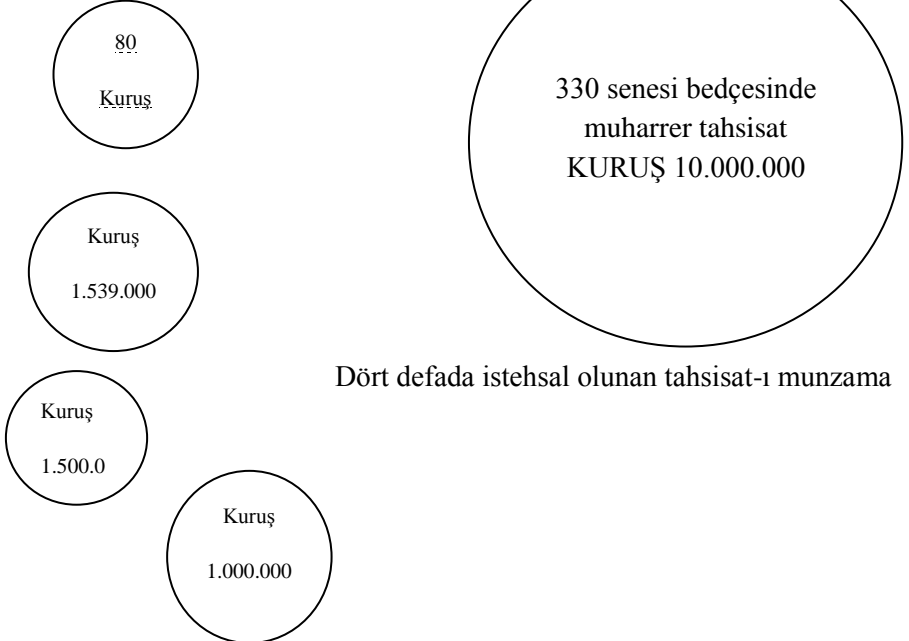 80
Kuruş
330 senesi bedçesinde
muharrer tahsisat
KURUŞ 10.000.000
Kuruş
1.539.000
Dört defada istehsal olunan tahsisat-ı munzama
Kuruş
1.500.0
Kuruş
1.000.000